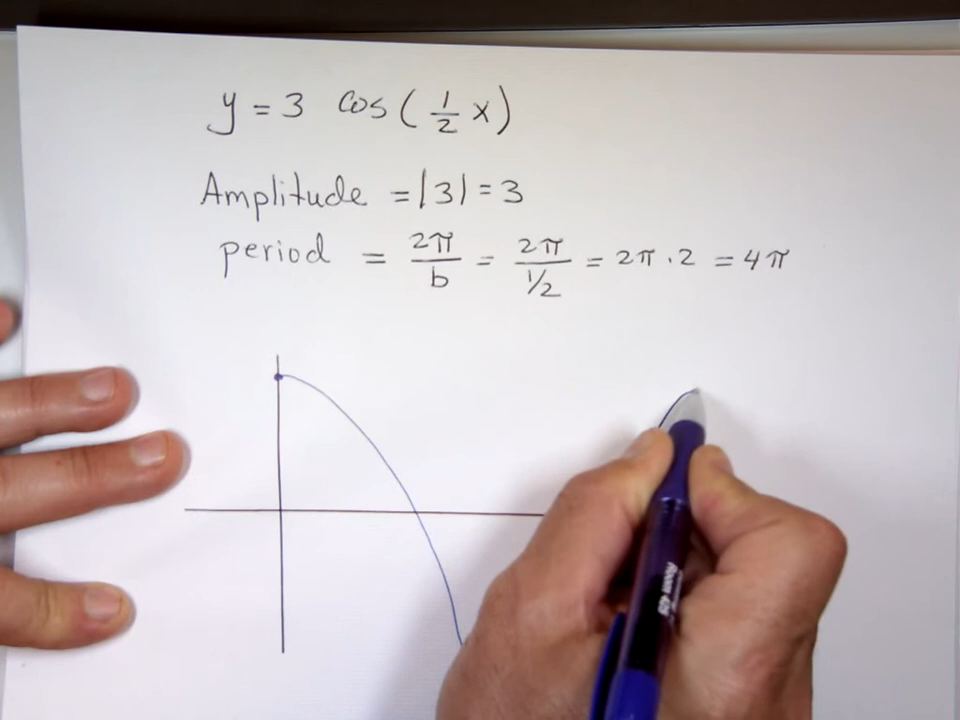 y = 3 cos(1/2 x)
Amplitude = |3| = 3
period = 2π/b = 2π/1/2 = 2π · 2 = 4π